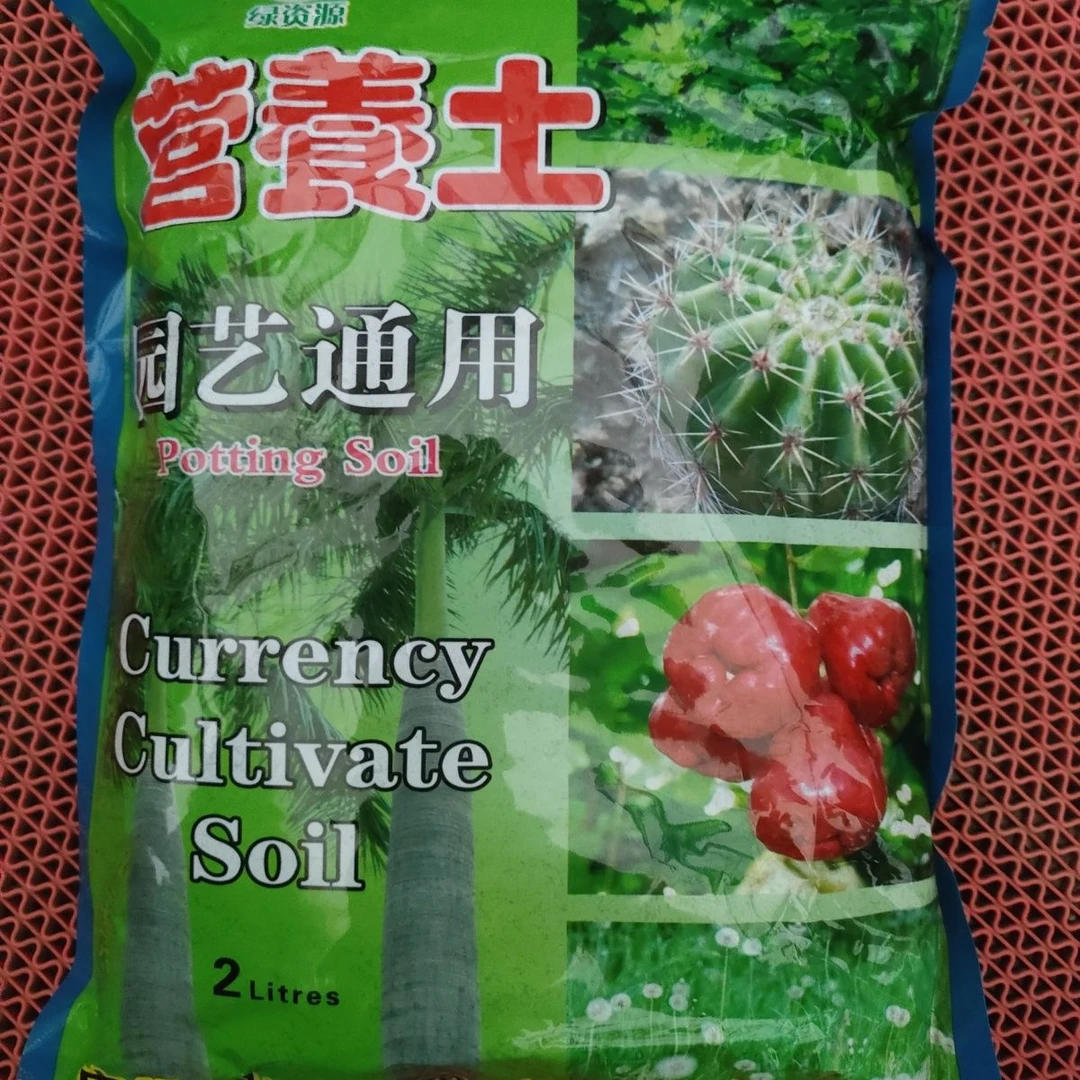 绿资源
营養土
园艺通用
Potting Soil
Currency
Cultivate
Soil
2 Litres